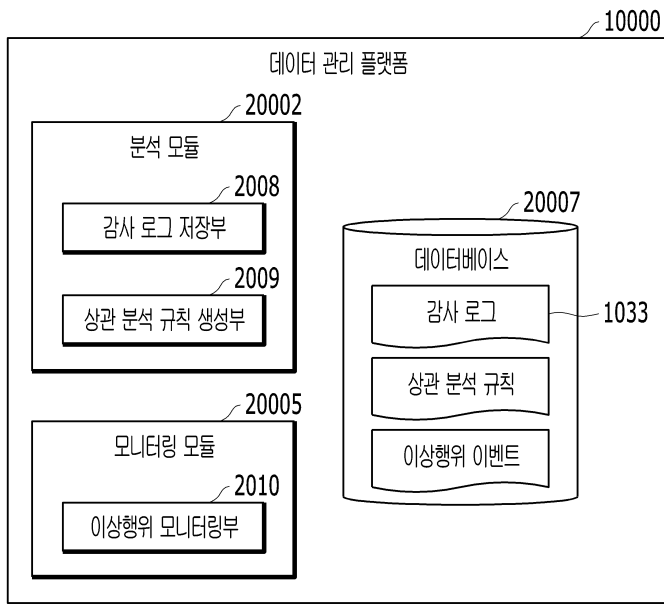 10000
데이터 관리 플랫폼
20002
분석 모듈
2008
감사 로그 저장부
2009
상관 분석 규칙 생성부
20005
모니터링 모듈
2010
이상행위 모니터링부
20007
데이터베이스
감사 로그
1033
상관 분석 규칙
이상행위 이벤트